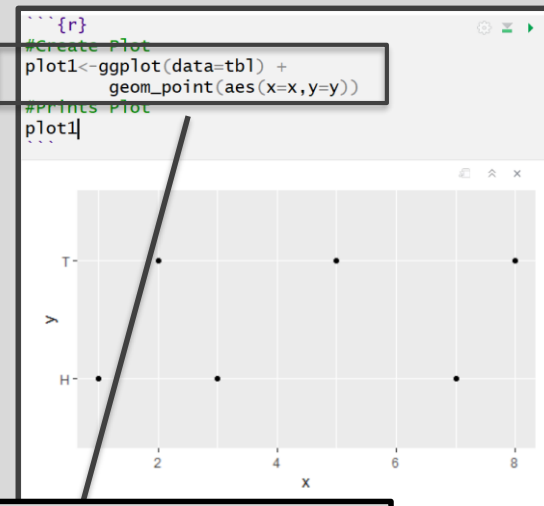 ```{r}
#Create Plot
plot1<-ggplot(data=tbl) +
geom_point(aes(x=x,y=y))
#Prints Plot
plot1
```
T
y
H
2 4 6 8
x